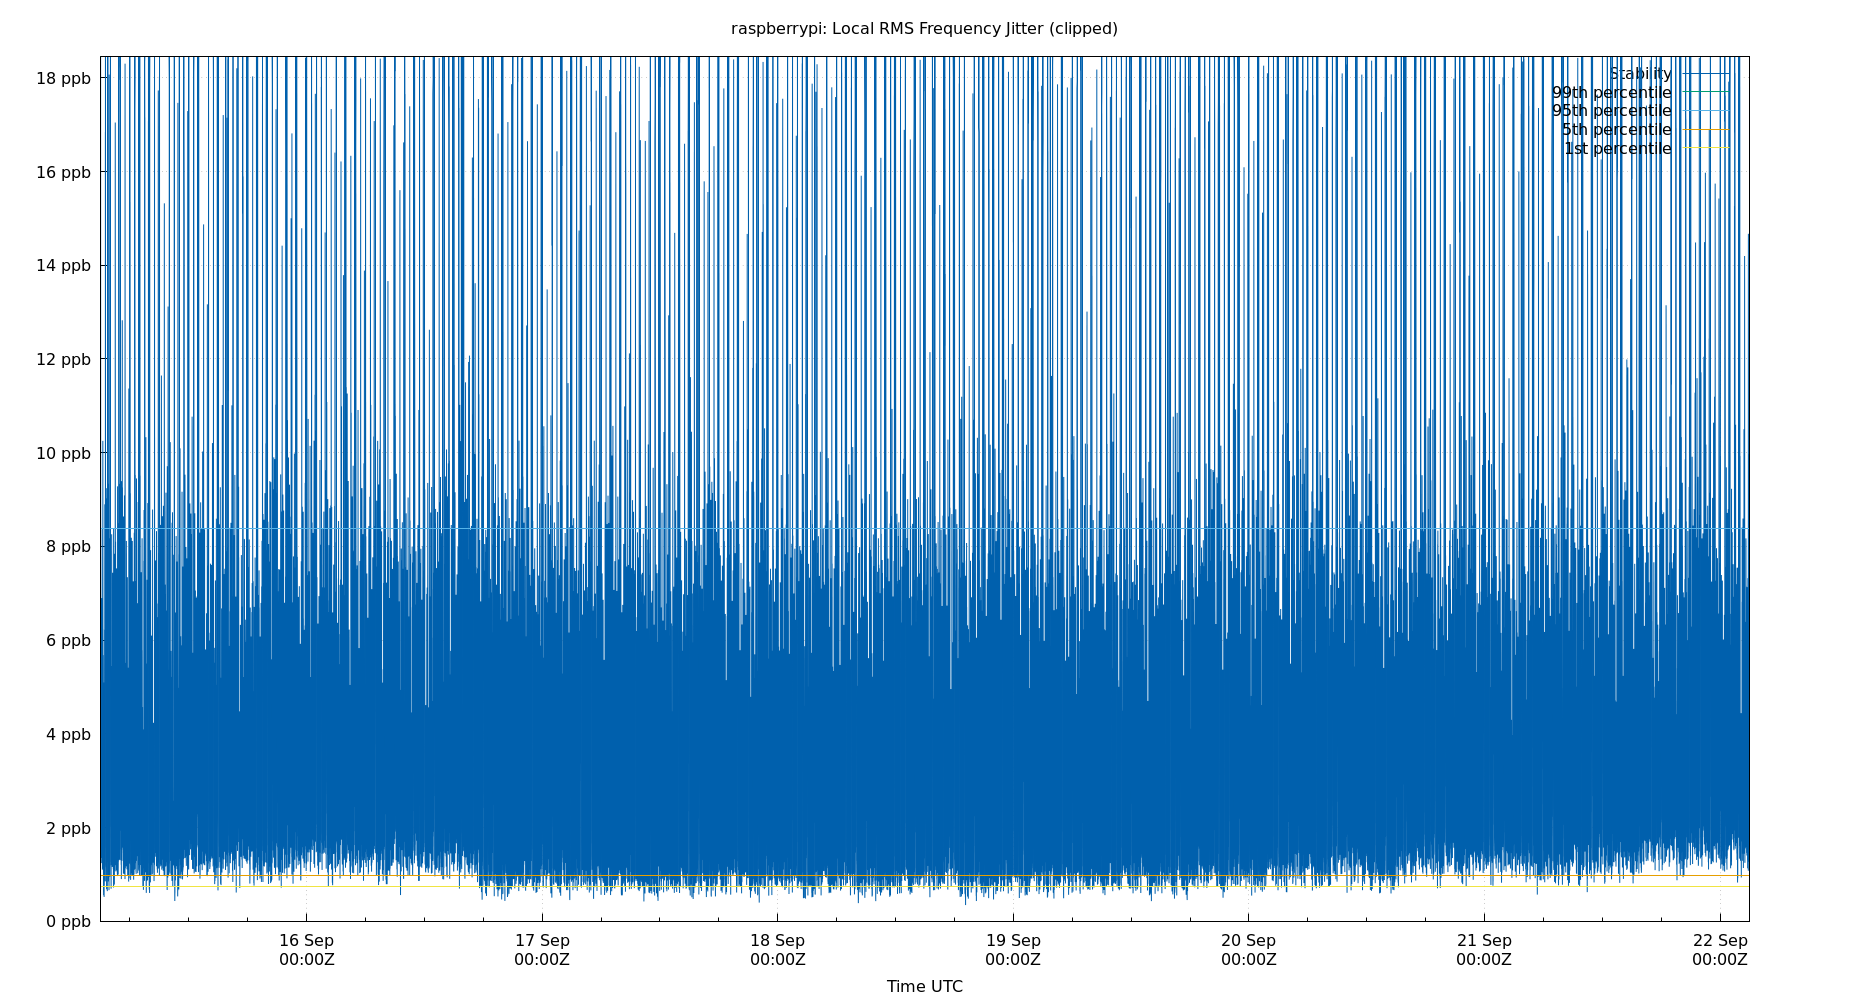 raspberrypi: Local RMS Frequency Jitter (clipped)
18 ppb
16 ppb
14 ppb
12 ppb
10 ppb
8 ppb
6 ppb
4 ppb
2 ppb
0 ppb
Stability
99th percentile
95th percentile
5th percentile
1st percentile
16 Sep
00:00Z
17 Sep
00:00Z
18 Sep
00:00Z
19 Sep
00:00Z
20 Sep
00:00Z
21 Sep
00:00Z
22 Sep
00:00Z
Time UTC